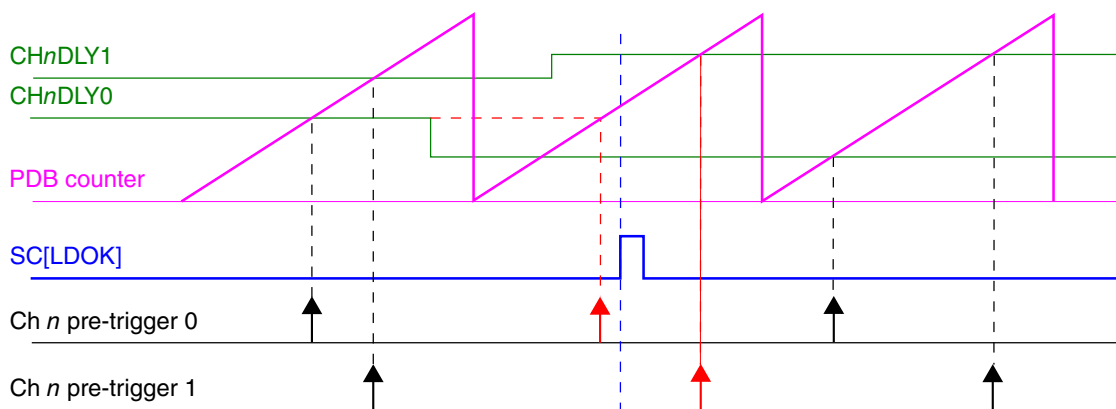 CHnDLY1
CHnDLY0
PDB counter
SC[LDOK]
Ch n pre-trigger 0
Ch n pre-trigger 1